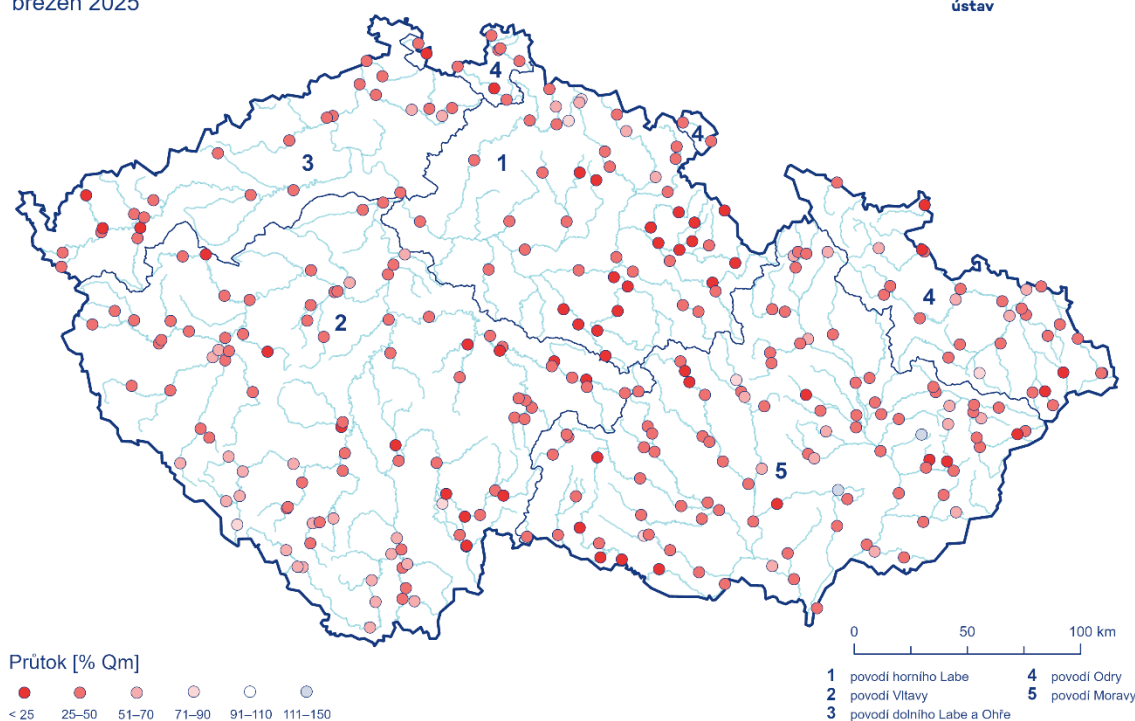 březen 2025
ústav
4
1
4
3
2
4
5
0 50 100 km
Průtok [% Qm]
< 25 25–50 51–70 71–90 91–110 111–150
1 povodí horního Labe
2 povodí Vltavy
3 povodí dolního Labe a Ohře
4 povodí Odry
5 povodí Moravy